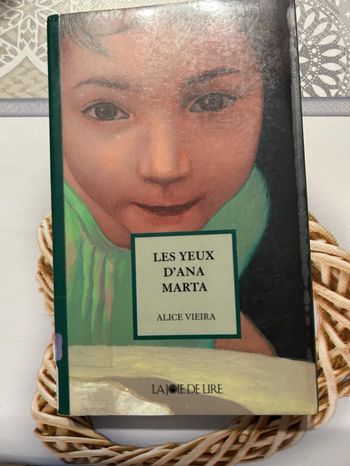 LES YEUX
D'ANA
MARTA
ALICE VIEIRA
LA JOIE DE LIRE